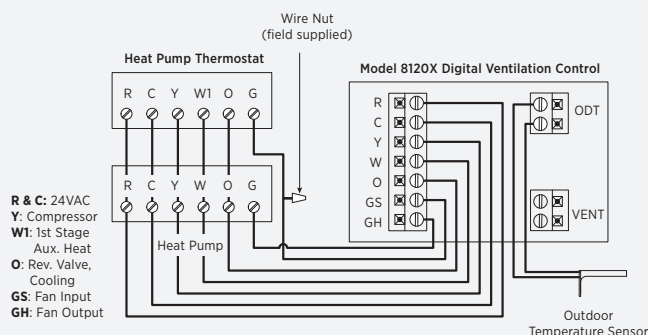 Wire Nut
(field supplied)
Heat Pump Thermostat
R C Y W1 O G
Model 8120X Digital Ventilation Control
R
C
Y
W
O
GS
GH
ODT
VENT
R C Y W O G
Heat Pump
R & C: 24VAC
Y: Compressor
W1: 1st Stage
Aux. Heat
O: Rev. Valve,
Cooling
GS: Fan Input
GH: Fan Output
Outdoor
Temperature Sensor